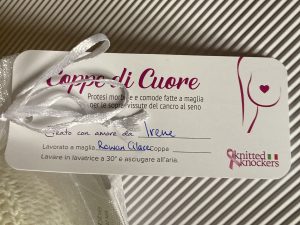 Coppe di Cuore
Protesi morbide e comode fatte a maglia
per le sopravvissute del cancro al seno
Creato con amore da Irene
Lavorato a maglia Rowan Cilace coppa
Lavare in lavatrice a 30° e asciugare all'aria.
knitted
knockers